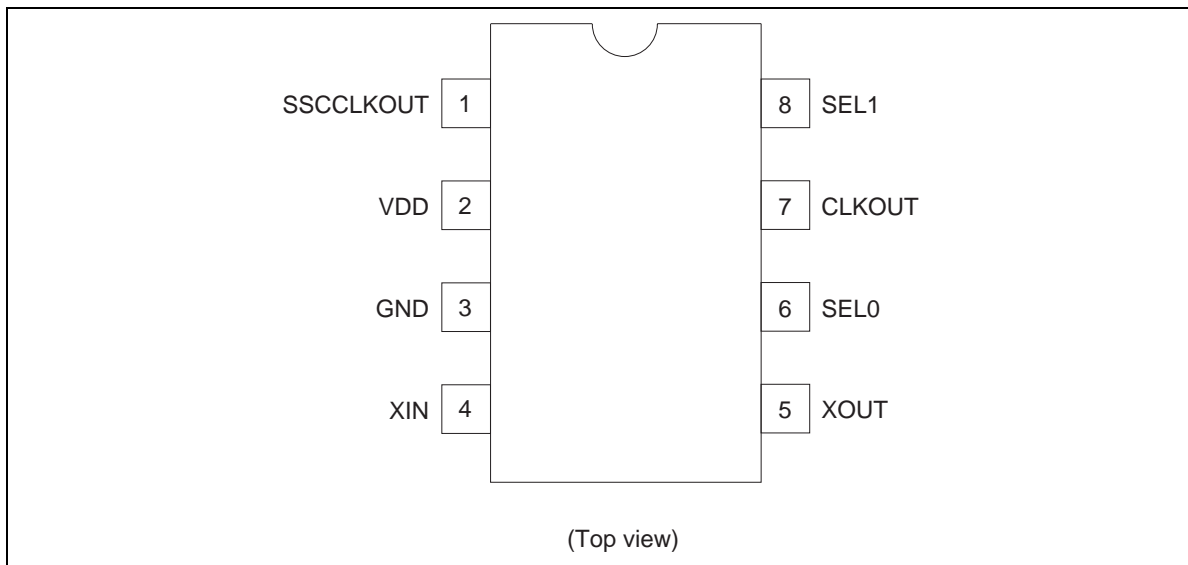 SSCCLKOUT 1 8 SEL1
VDD 2 7 CLKOUT
GND 3 6 SEL0
XIN 4 5 XOUT
(Top view)